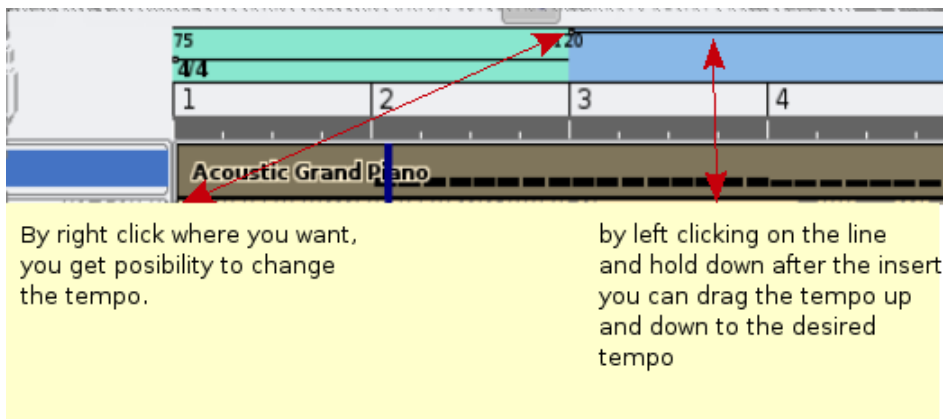 75 120
4/4
1 2 3 4
Acoustic Grand Piano
By right click where you want,
you get posibility to change
the tempo.
by left clicking on the line
and hold down after the insert
you can drag the tempo up
and down to the desired
tempo